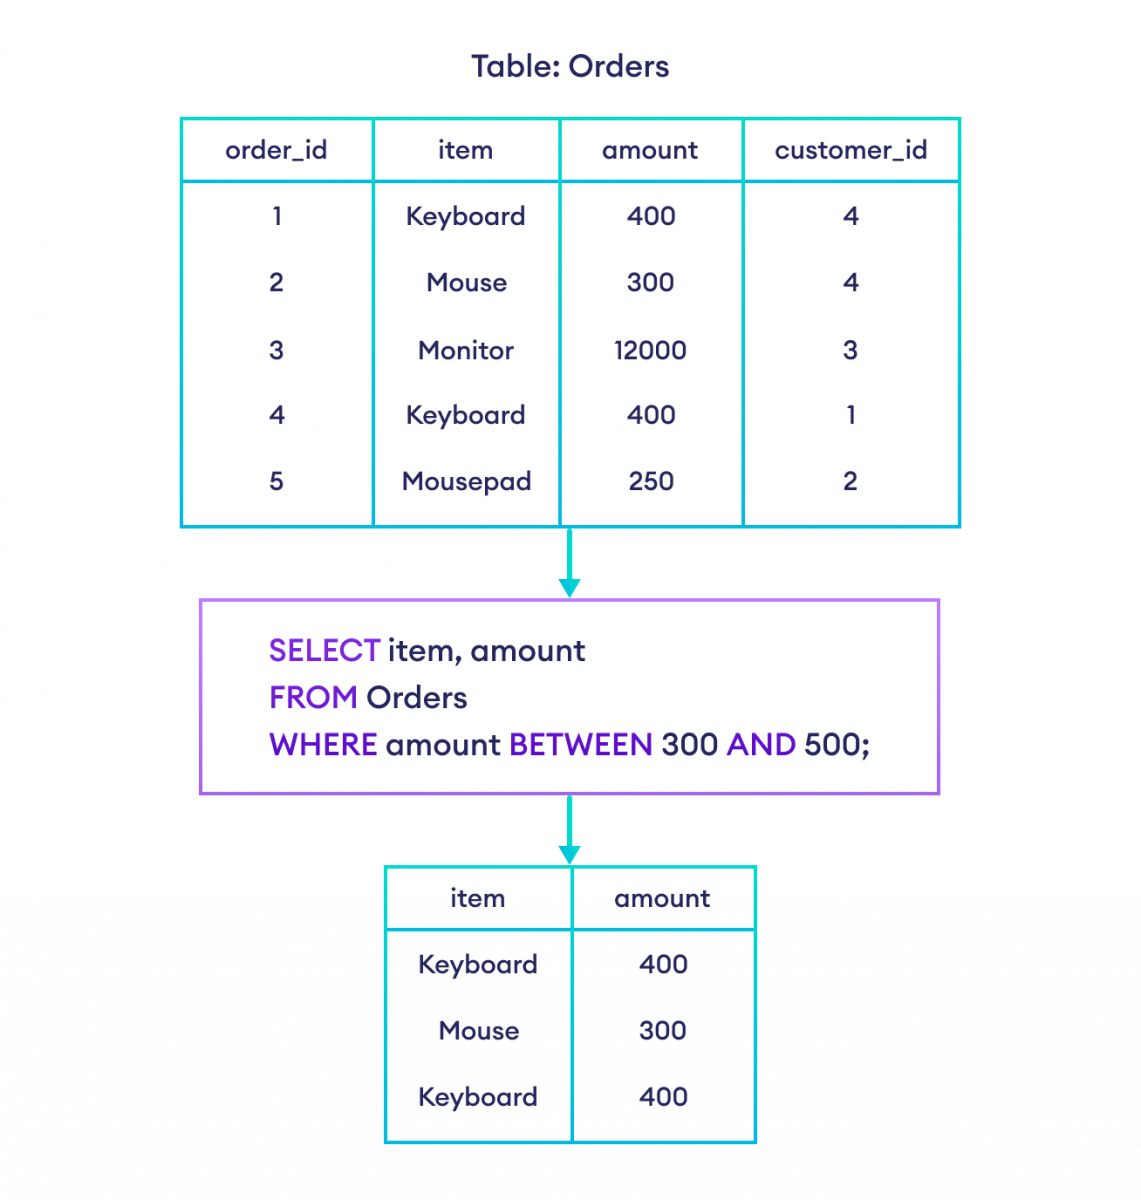 Table: Orders
order_id item amount customer_id
1 Keyboard 400 4
2 Mouse 300 4
3 Monitor 12000 3
4 Keyboard 400 1
5 Mousepad 250 2
SELECT item, amount
FROM Orders
WHERE amount BETWEEN 300 AND 500;
item amount
Keyboard 400
Mouse 300
Keyboard 400